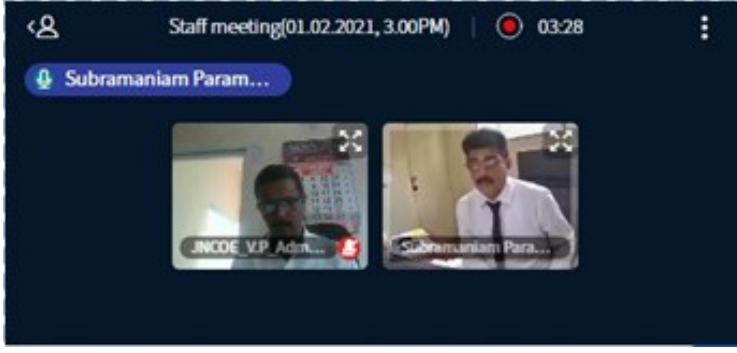 Staff meeting(01.02.2021, 3.00PM)
03:28
Subramaniam Param...
JNCOE_V.P_Adm...
Subramaniam Para...